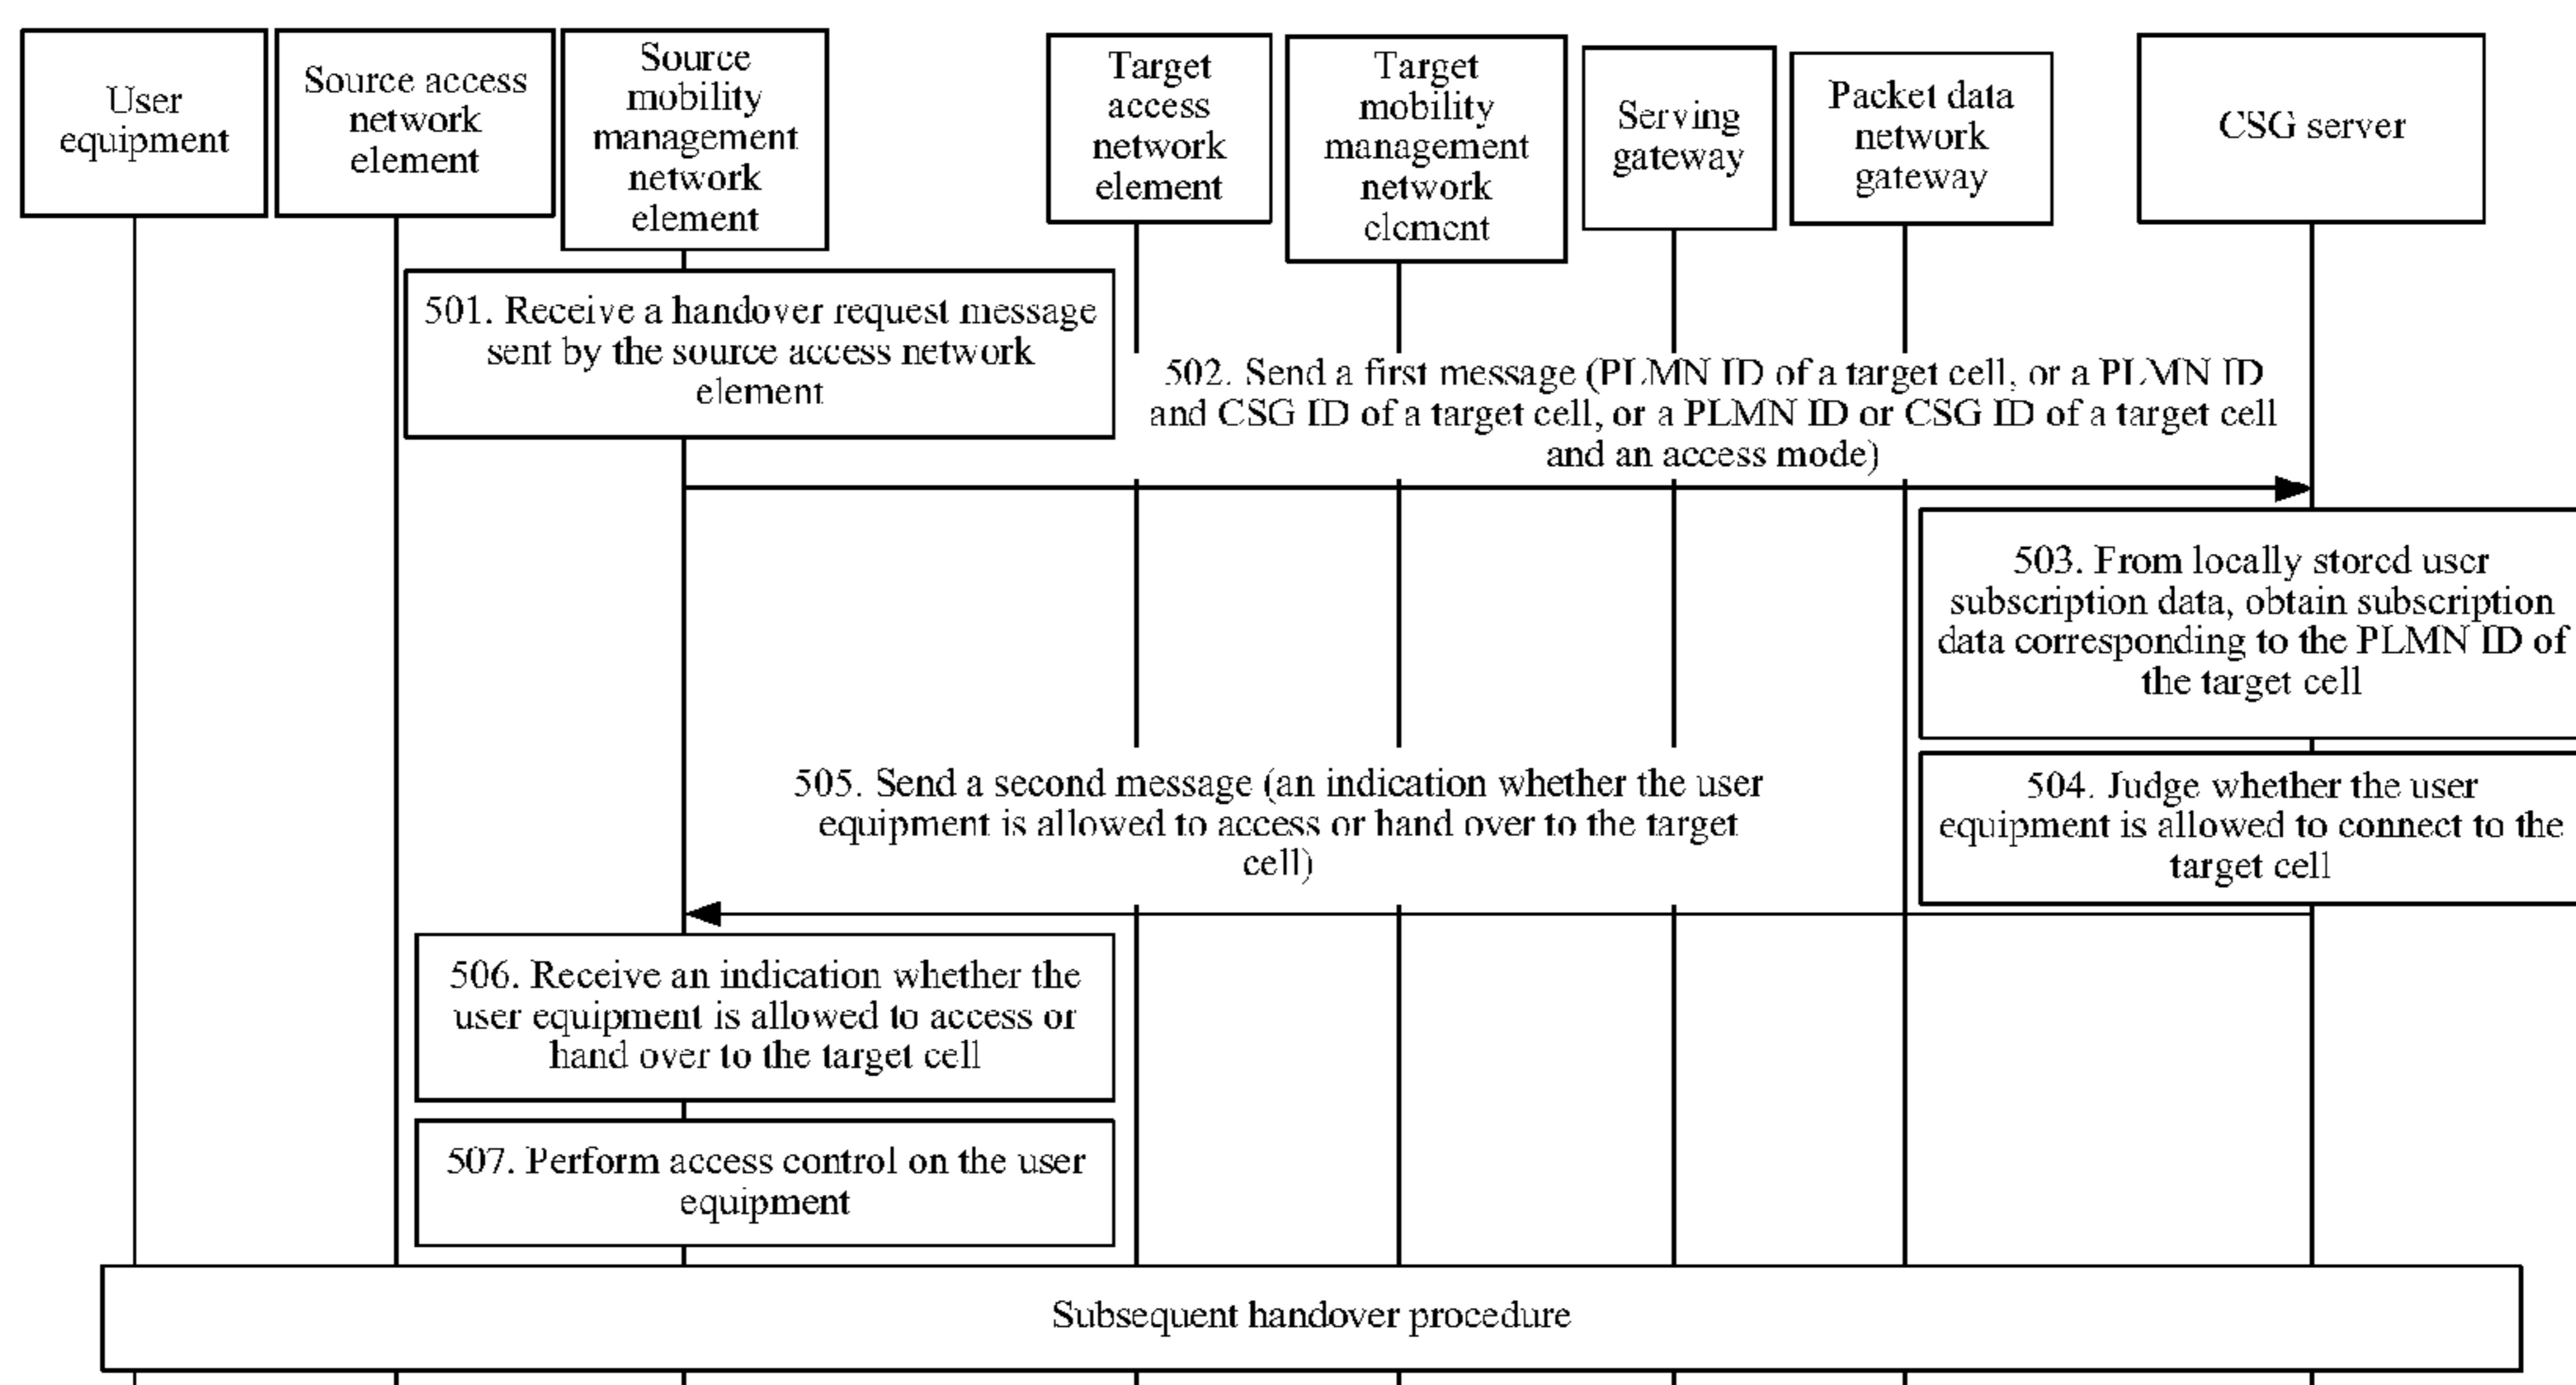 User
equipment
Source access
network
element
Source
mobility
management
network
element
Target
access
network
element
Target
mobility
management
network
element
Serving
gateway
Packet data
network
gateway
CSG server
501. Receive a handover request message
sent by the source access network
element
502. Send a first message (PLMN ID of a target cell, or a PLMN ID
and CSG ID of a target cell, or a PLMN ID or CSG ID of a target cell
and an access mode)
503. From locally stored user
subscription data, obtain subscription
data corresponding to the PLMN ID of
the target cell
504. Judge whether the user
equipment is allowed to connect to the
target cell
505. Send a second message (an indication whether the user
equipment is allowed to access or hand over to the target
cell)
506. Receive an indication whether the
user equipment is allowed to access or
hand over to the target cell
507. Perform access control on the user
equipment
Subsequent handover procedure